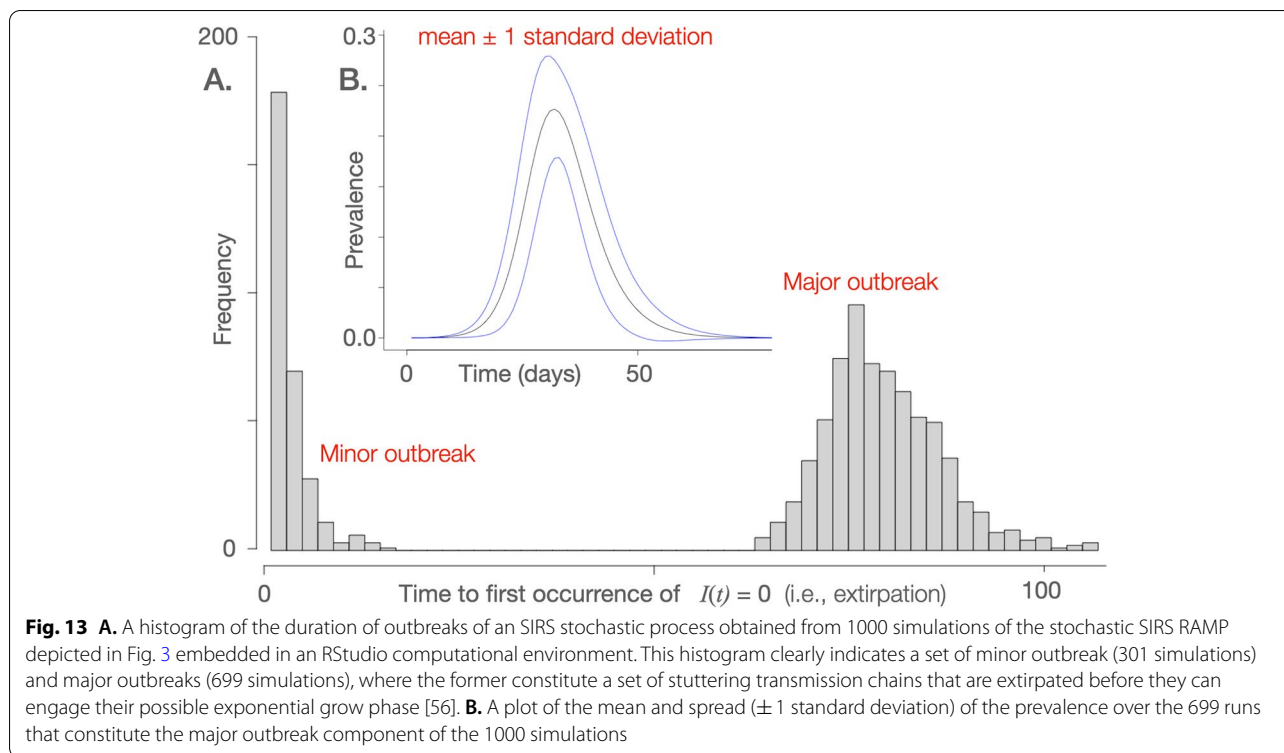 200
A.
Frequency
0
0.3
mean ± 1 standard deviation
B.
Prevalence
0.0
0
Time (days)
50
Minor outbreak
Major outbreak
0
Time to first occurrence of I(t) = 0 (i.e., extirpation)
100
Fig. 13 A. A histogram of the duration of outbreaks of an SIRS stochastic process obtained from 1000 simulations of the stochastic SIRS RAMP
depicted in Fig. 3 embedded in an RStudio computational environment. This histogram clearly indicates a set of minor outbreak (301 simulations)
and major outbreaks (699 simulations), where the former constitute a set of stuttering transmission chains that are extirpated before they can
engage their possible exponential grow phase [56]. B. A plot of the mean and spread (± 1 standard deviation) of the prevalence over the 699 runs
that constitute the major outbreak component of the 1000 simulations